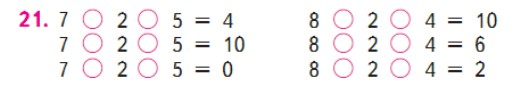 21. 7 ○ 2 ○ 5 = 4    8 ○ 2 ○ 4 = 10
7 ○ 2 ○ 5 = 10    8 ○ 2 ○ 4 = 6
7 ○ 2 ○ 5 = 0    8 ○ 2 ○ 4 = 2